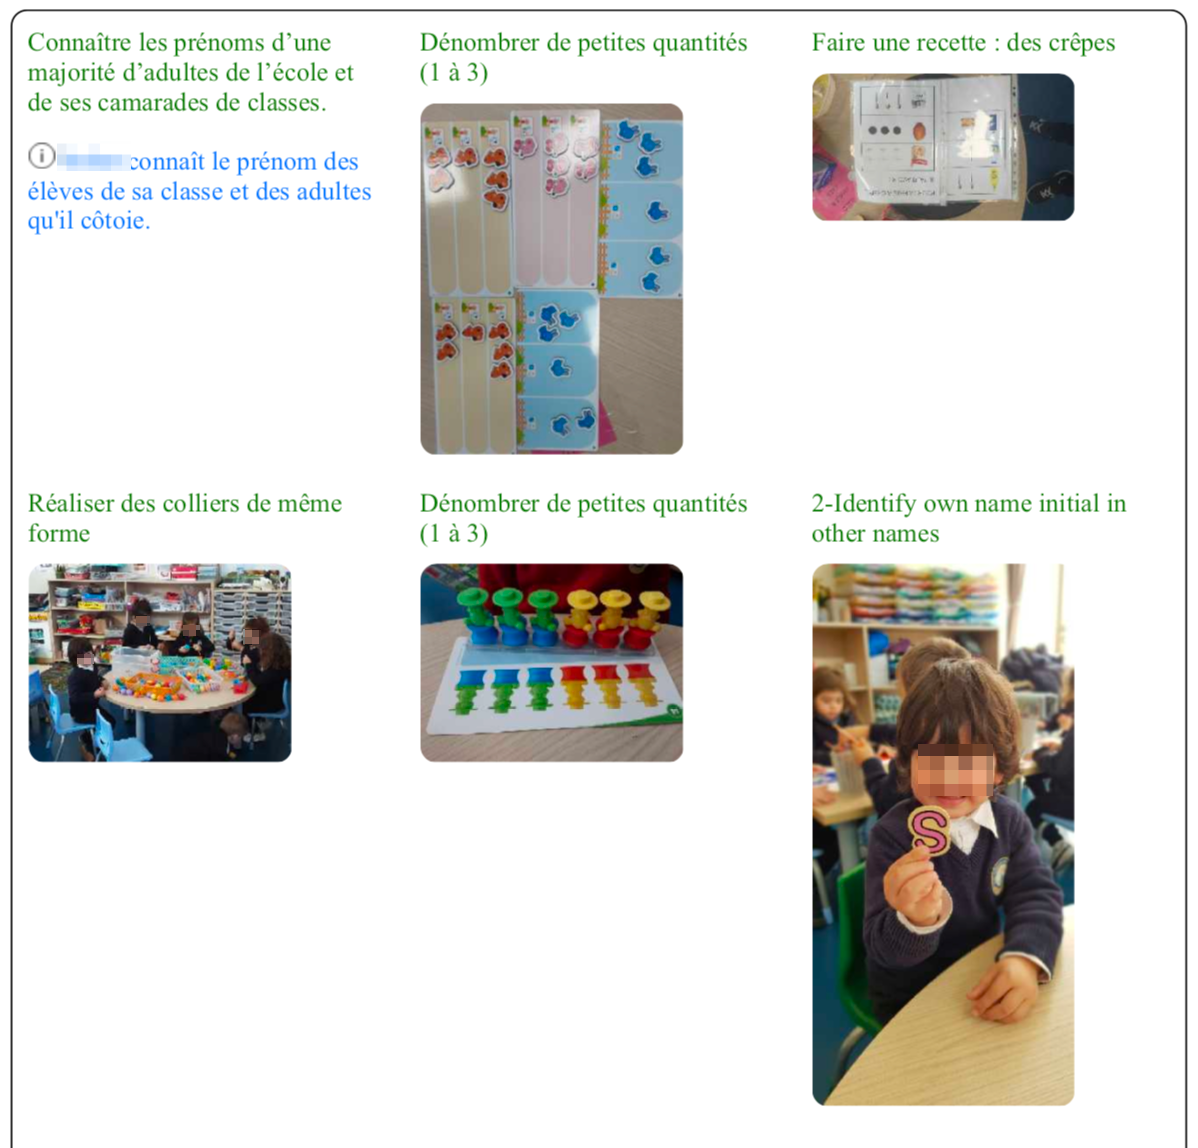 Connaître les prénoms d’une
majorité d’adultes de l’école et
de ses camarades de classes.
connaît le prénom des
élèves de sa classe et des adultes
qu'il côtoie.
Dénombrer de petites quantités
(1 à 3)
Faire une recette : des crêpes
Réaliser des colliers de même
forme
Dénombrer de petites quantités
(1 à 3)
2-Identify own name initial in
other names
S